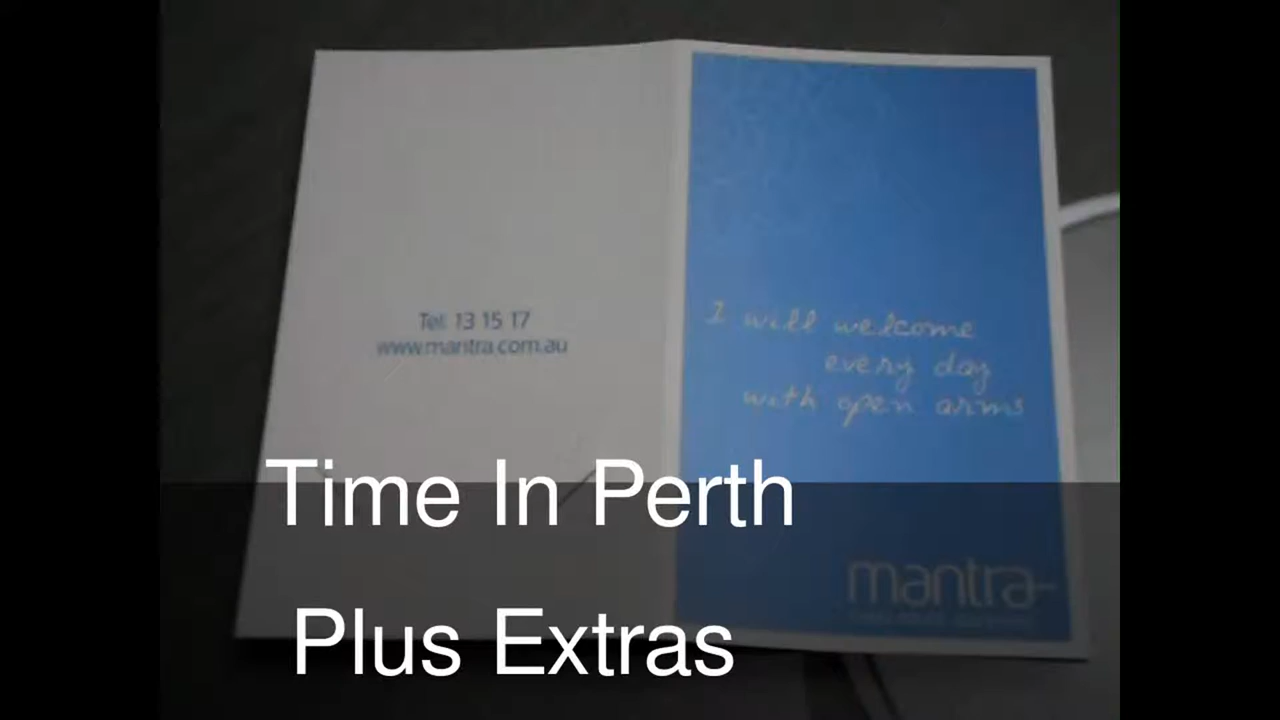 Tel: 13 15 17
www.mantra.com.au
I will welcome
every day
with open arms
mantra
Time In Perth
Plus Extras